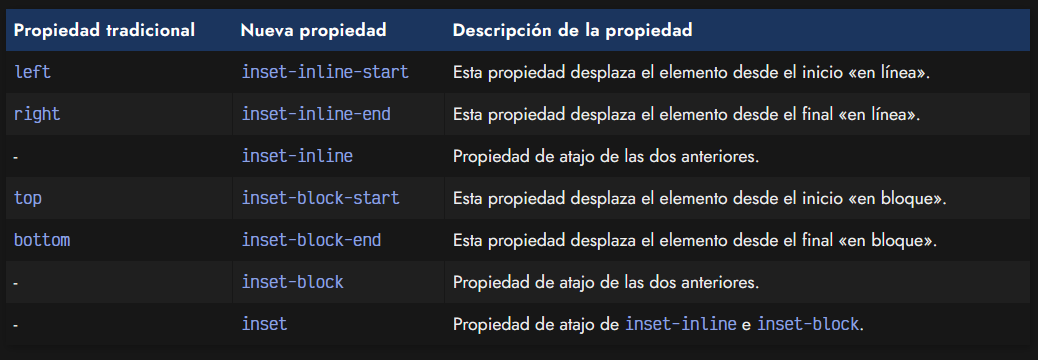 Propiedad tradicional Nueva propiedad Descripción de la propiedad
left inset-inline-start Esta propiedad desplaza el elemento desde el inicio «en línea».
right inset-inline-end Esta propiedad desplaza el elemento desde el final «en línea».
- inset-inline Propiedad de atajo de las dos anteriores.
top inset-block-start Esta propiedad desplaza el elemento desde el inicio «en bloque».
bottom inset-block-end Esta propiedad desplaza el elemento desde el final «en bloque».
- inset-block Propiedad de atajo de las dos anteriores.
- inset Propiedad de atajo de inset-inline e inset-block.